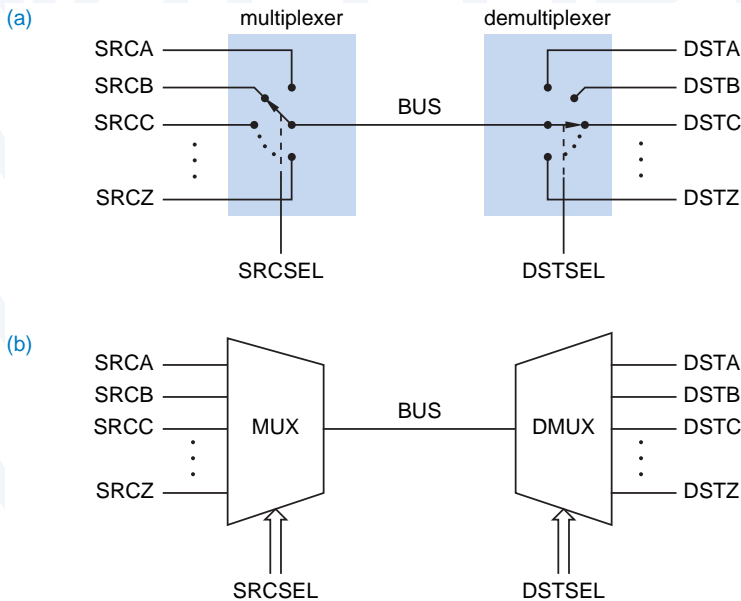 (a)
multiplexer
demultiplexer
SRCA
DSTA
SRCB
DSTB
BUS
SRCC
DSTC
SRCZ
DSTZ
SRCSEL
DSTSEL
(b)
SRCA
DSTA
SRCB
DSTB
BUS
SRCC
MUX
DMUX
DSTC
SRCZ
DSTZ
SRCSEL
DSTSEL